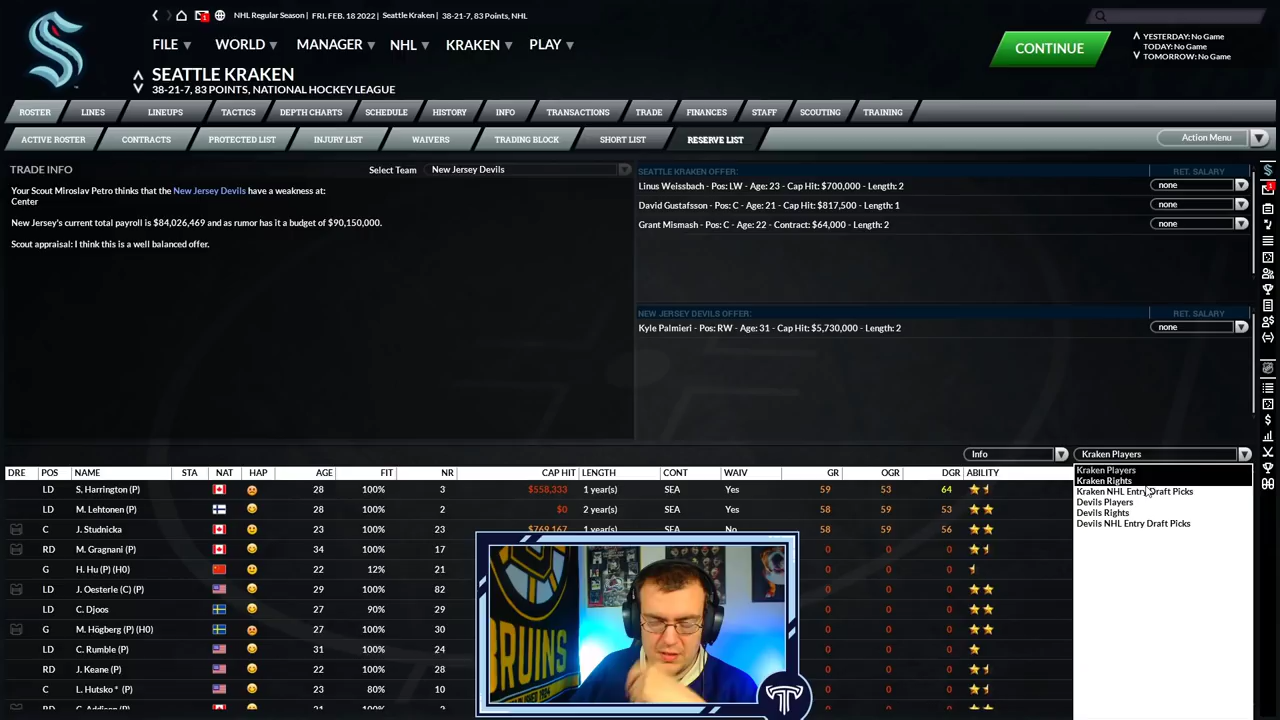 NHL Regular Season | FRI. FEB. 18 2022 | Seattle Kraken | 38-21-7, 83 POINTS, NHL
FILE WORLD MANAGER NHL KRAKEN PLAY
CONTINUE
YESTERDAY: No Game
TODAY: No Game
TOMORROW: No Game
SEATTLE KRAKEN
38-21-7, 83 POINTS, NATIONAL HOCKEY LEAGUE
ROSTER LINES LINEUPS TACTICS DEPTH CHARTS SCHEDULE HISTORY INFO TRANSACTIONS TRADE FINANCES STAFF SCOUTING TRAINING
ACTIVE ROSTER CONTRACTS PROTECTED LIST INJURY LIST WAIVERS TRADING BLOCK SHORT LIST RESERVE LIST Action Menu
TRADE INFO Select Team New Jersey Devils
Your Scout Miroslav Petro thinks that the New Jersey Devils have a weakness at:
Center
New Jersey's current total payroll is $84,026,469 and as rumor has it a budget of $90,150,000.
Scout appraisal: I think this is a well balanced offer.
SEATTLE KRAKEN OFFER: RET. SALARY
Linus Weissbach - Pos: LW - Age: 23 - Cap Hit: $700,000 - Length: 2 none
David Gustafsson - Pos: C - Age: 21 - Cap Hit: $817,500 - Length: 1 none
Grant Mismash - Pos: C - Age: 22 - Contract: $64,000 - Length: 2 none
NEW JERSEY DEVILS OFFER: RET. SALARY
Kyle Palmieri - Pos: RW - Age: 31 - Cap Hit: $5,730,000 - Length: 2 none
Info Kraken Players
Kraken Players
Kraken Rights
Kraken NHL Entry Draft Picks
Devils Players
Devils Rights
Devils NHL Entry Draft Picks
DRE POS NAME STA NAT HAP AGE FIT NR CAP HIT LENGTH CONT WAIV GR OGR DGR ABILITY
LD S. Harrington (P) 28 100% 3 $558,333 1 year(s) SEA Yes 59 53 64
LD M. Lehtonen (P) 28 100% 2 $0 2 year(s) SEA Yes 58 59 53
C J. Studnicka 23 100% $769,167 1 year(s) SEA No 58 59 56
RD M. Gragnani (P) 34 100% 17 0 0 0
G H. Hu (P) (H0) 22 12% 21 0 0 0
LD J. Oesterle (C) (P) 29 100% 82 0 0 0
LD C. Djoos 27 90% 29 0 0 0
G M. Högberg (P) (H0) 27 100% 30 0 0 0
LD C. Rumble (P) 31 100% 24 0 0 0
RD J. Keane (P) 22 100% 28 0 0 0
C L. Hutsko * (P) 23 80% 10 0 0 0
BRUINS